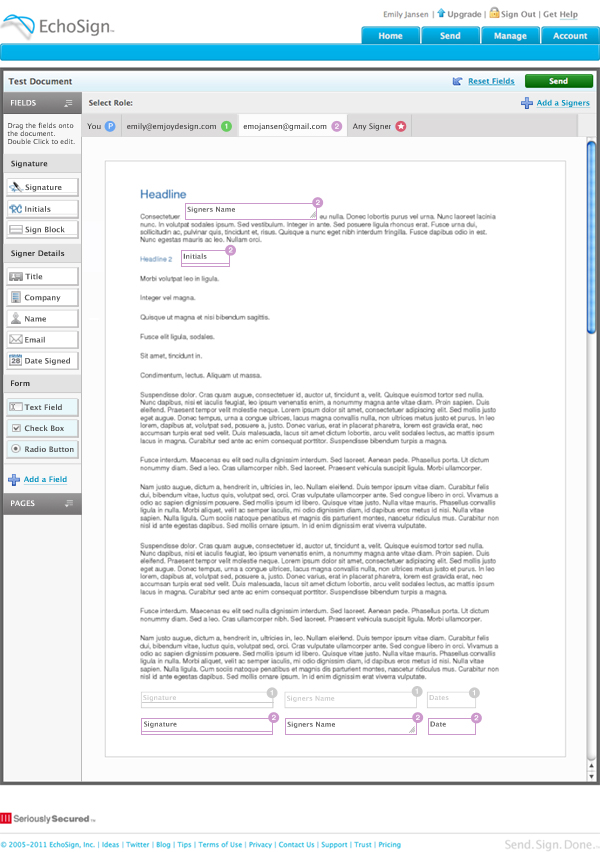 Emily Jansen | Upgrade | Sign Out | Get Help
EchoSign™
Home Send Manage Account
Test Document Reset Fields Send
FIELDS Select Role: Add a Signers
Drag the fields onto
the document.
Double Click to edit.
You P emily@emjoydesign.com 1 emojansen@gmail.com 2 Any Signer
Signature
Signature
Initials
Sign Block
Signer Details
Title
Company
Name
Email
28 Date Signed
Form
Text Field
Check Box
Radio Button
Add a Field
PAGES
Headline
Signers Name 2
Consectetuer eu nulla. Donec lobortis purus vel urna. Nunc laoreet lacinia
nunc. In volutpat sodales ipsum. Sed vestibulum. Integer in ante. Sed posuere ligula rhoncus erat. Fusce urna dui,
sollicitudin ac, pulvinar quis, tincidunt et, risus. Quisque a nunc eget nibh interdum fringilla. Fusce dapibus odio in est.
Nunc egestas mauris ac leo. Nullam orci.
Headline 2 Initials 2
Morbi volutpat leo in ligula.
Integer vel magna.
Quisque ut magna et nisi bibendum sagittis.
Fusce elit ligula, sodales.
Sit amet, tincidunt in.
Condimentum, lectus. Aliquam ut massa.
Suspendisse dolor. Cras quam augue, consectetuer id, auctor ut, tincidunt a, velit. Quisque euismod tortor sed nulla.
Nunc dapibus, nisi et iaculis feugiat, leo ipsum venenatis enim, a nonummy magna ante vitae diam. Proin sapien. Duis
eleifend. Praesent tempor velit molestie neque. Lorem ipsum dolor sit amet, consectetuer adipiscing elit. Sed mollis justo
eget augue. Donec tempus, urna a congue ultrices, lacus magna convallis nulla, non ultrices metus justo et purus. In leo
lorem, dapibus at, volutpat sed, posuere a, justo. Donec varius, erat in placerat pharetra, lorem est gravida erat, nec
accumsan turpis erat sed diam. Duis malesuada, lacus sit amet dictum lobortis, arcu velit sodales lectus, ac mattis ipsum
lacus in magna. Curabitur sed ante ac enim consequat porttitor. Suspendisse bibendum turpis a magna.
Fusce interdum. Maecenas eu elit sed nulla dignissim interdum. Sed laoreet. Aenean pede. Phasellus porta. Ut dictum
nonummy diam. Sed a leo. Cras ullamcorper nibh. Sed laoreet. Praesent vehicula suscipit ligula. Morbi ullamcorper.
Nam justo augue, dictum a, hendrerit in, ultricies in, leo. Nullam eleifend. Duis tempor ipsum vitae diam. Curabitur felis
dui, bibendum vitae, luctus quis, volutpat sed, orci. Cras vulputate ullamcorper ante. Sed congue libero in orci. Vivamus a
odio ac sapien dignissim posuere. Sed mollis ipsum id libero. Quisque vitae nulla. Nulla vitae mauris. Phasellus ligula in
ligula in nulla. Morbi aliquet, velit ac semper iaculis, mi odio dignissim diam, id dapibus eros metus id nisi. Nulla vitae
sapien. Nulla ligula. Cum sociis natoque penatibus et magnis dis parturient montes, nascetur ridiculus mus. Curabitur non
nisl id ante egestas dapibus. Sed mollis ornare ipsum. In id enim dignissim est viverra vulputate.
Suspendisse dolor. Cras quam augue, consectetuer id, auctor ut, tincidunt a, velit. Quisque euismod tortor sed nulla.
Nunc dapibus, nisi et iaculis feugiat, leo ipsum venenatis enim, a nonummy magna ante vitae diam. Proin sapien. Duis
eleifend. Praesent tempor velit molestie neque. Lorem ipsum dolor sit amet, consectetuer adipiscing elit. Sed mollis justo
eget augue. Donec tempus, urna a congue ultrices, lacus magna convallis nulla, non ultrices metus justo et purus. In leo
lorem, dapibus at, volutpat sed, posuere a, justo. Donec varius, erat in placerat pharetra, lorem est gravida erat, nec
accumsan turpis erat sed diam. Duis malesuada, lacus sit amet dictum lobortis, arcu velit sodales lectus, ac mattis ipsum
lacus in magna. Curabitur sed ante ac enim consequat porttitor. Suspendisse bibendum turpis a magna.
Fusce interdum. Maecenas eu elit sed nulla dignissim interdum. Sed laoreet. Aenean pede. Phasellus porta. Ut dictum
nonummy diam. Sed a leo. Cras ullamcorper nibh. Sed laoreet. Praesent vehicula suscipit ligula. Morbi ullamcorper.
Nam justo augue, dictum a, hendrerit in, ultricies in, leo. Nullam eleifend. Duis tempor ipsum vitae diam. Curabitur felis
dui, bibendum vitae, luctus quis, volutpat sed, orci. Cras vulputate ullamcorper ante. Sed congue libero in orci. Vivamus a
odio ac sapien dignissim posuere. Sed mollis ipsum id libero. Quisque vitae nulla. Nulla vitae mauris. Phasellus ligula in
ligula in nulla. Morbi aliquet, velit ac semper iaculis, mi odio dignissim diam, id dapibus eros metus id nisi. Nulla vitae
sapien. Nulla ligula. Cum sociis natoque penatibus et magnis dis parturient montes, nascetur ridiculus mus. Curabitur non
nisl id ante egestas dapibus. Sed mollis ornare ipsum. In id enim dignissim est viverra vulputate.
Signature 1 Signers Name 1 Dates 1
Signature 2 Signers Name 2 Date 2
SeriouslySecured™
© 2005-2011 EchoSign, Inc. | Ideas | Twitter | Blog | Tips | Terms of Use | Privacy | Contact Us | Support | Trust | Pricing
Send. Sign. Done.